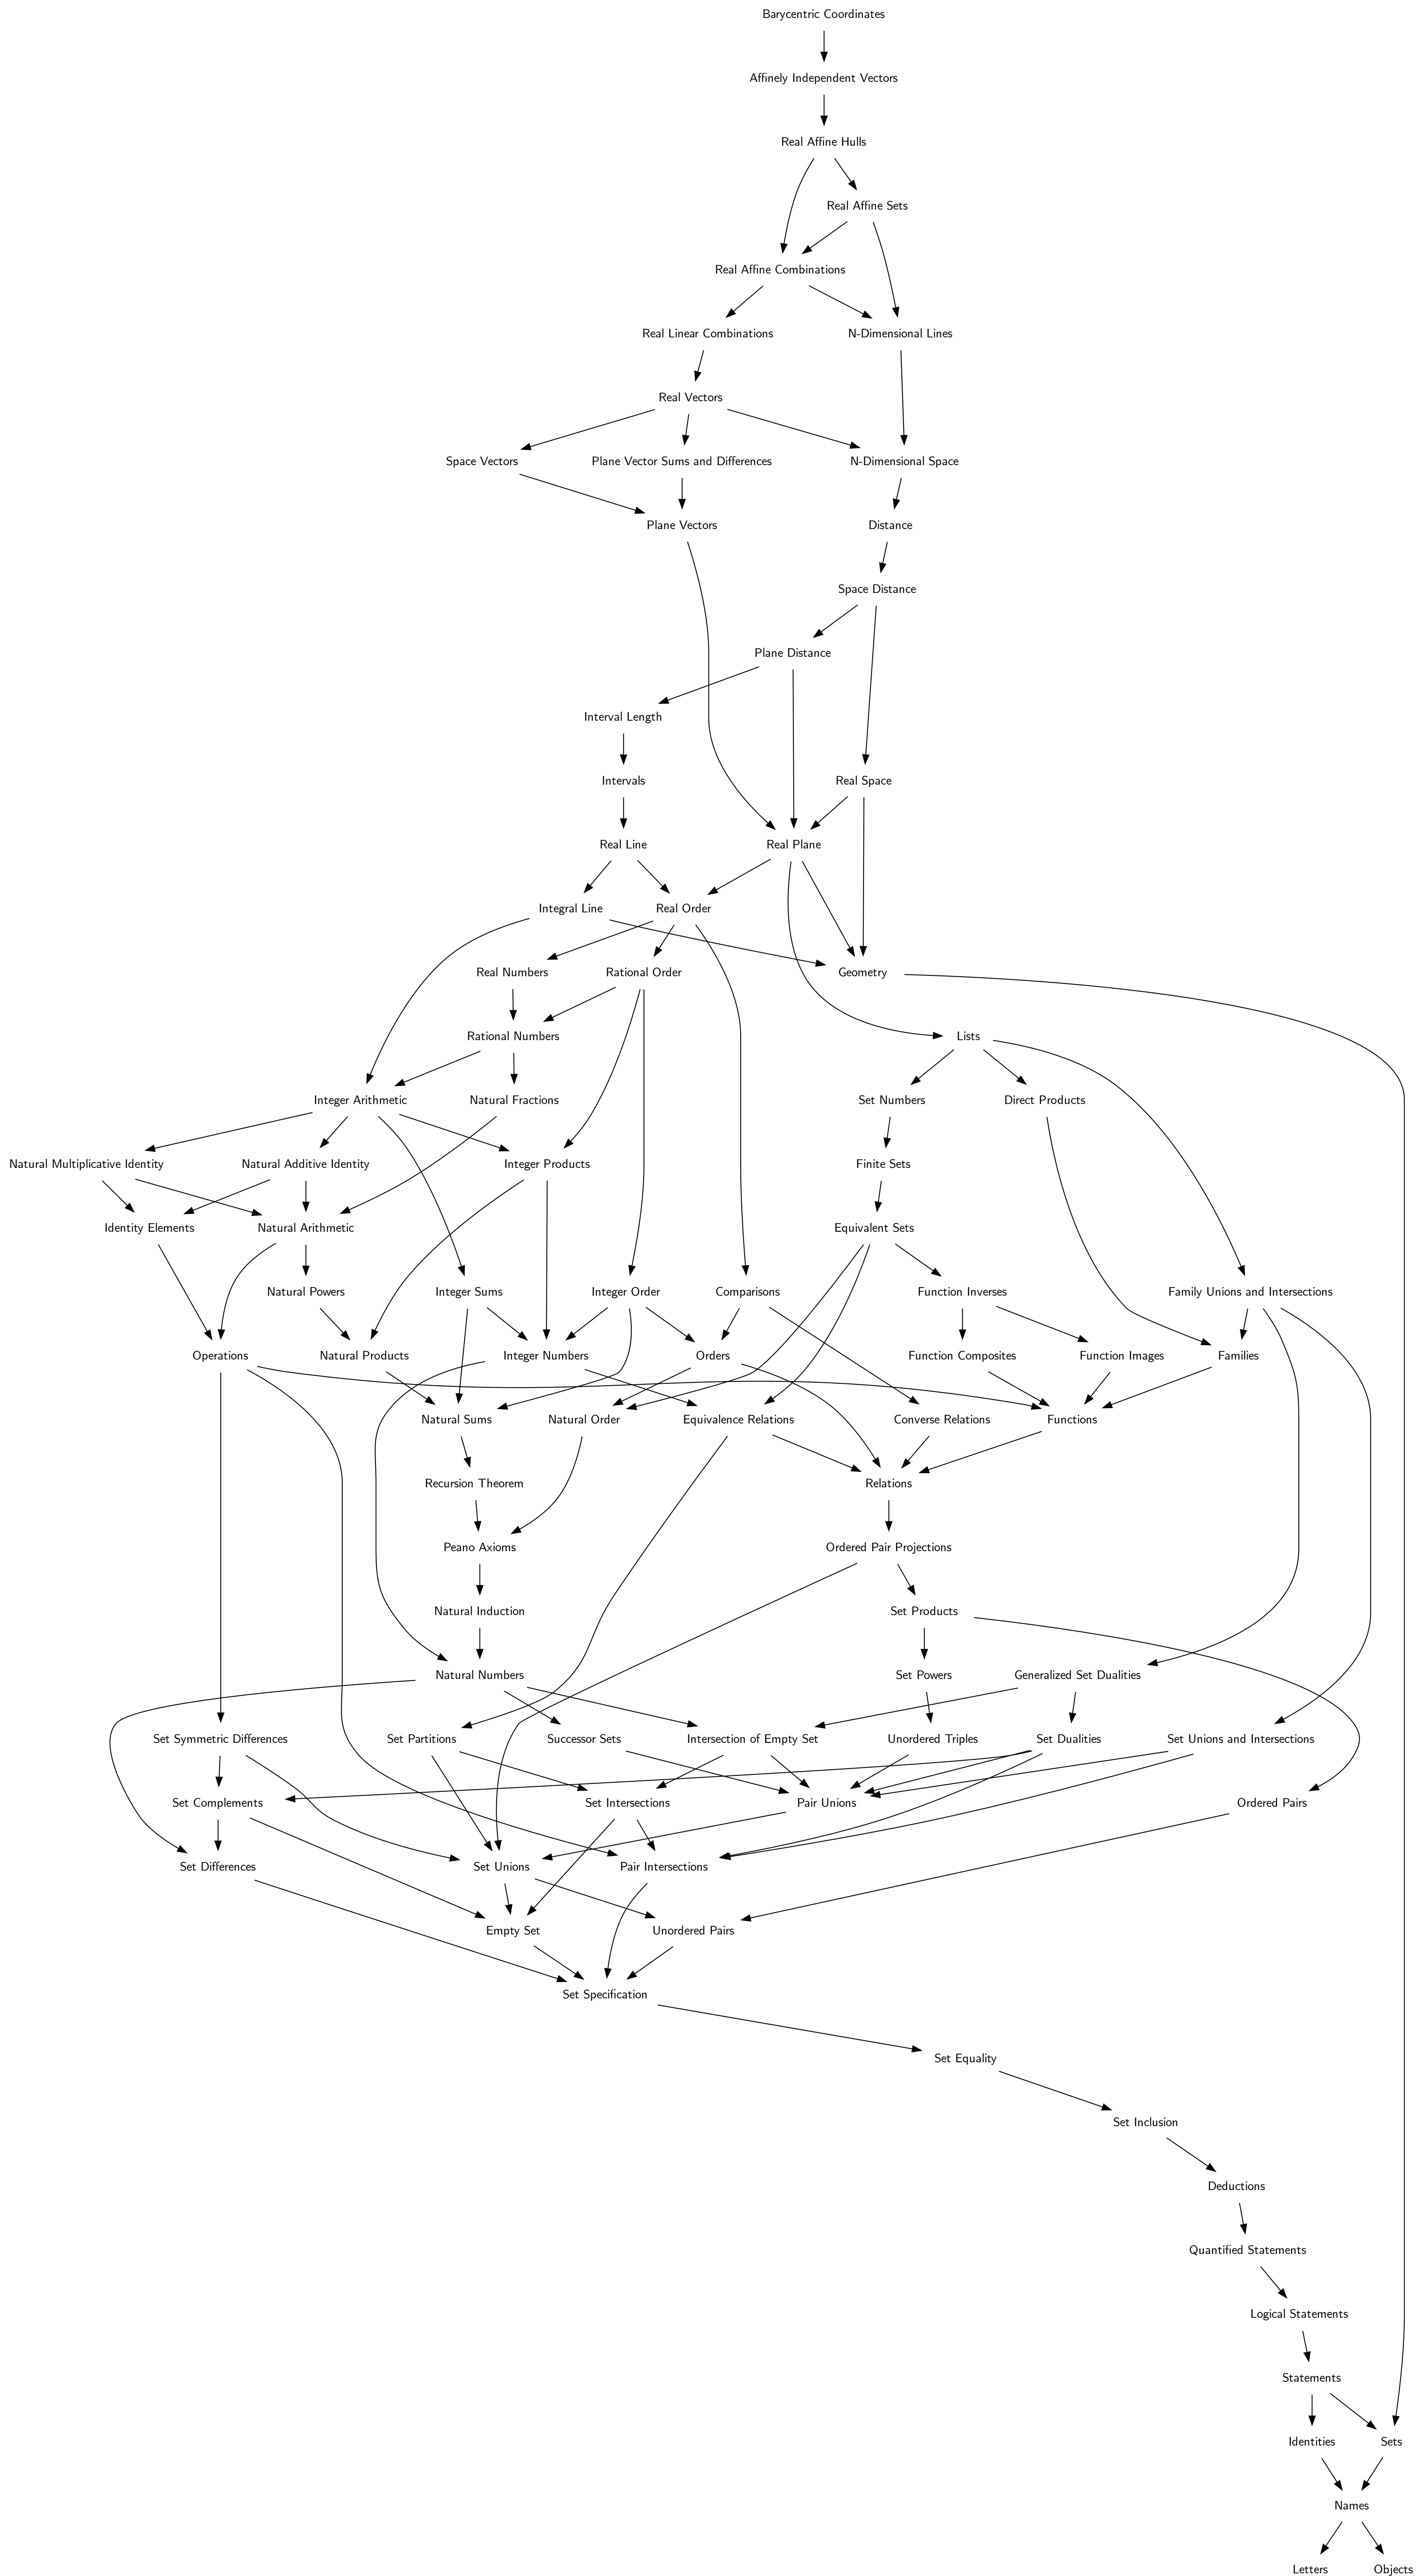 Barycentric Coordinates
Affinely Independent Vectors
Real Affine Hulls
Real Affine Sets
Real Affine Combinations
Real Linear Combinations
N-Dimensional Lines
Real Vectors
Space Vectors
Plane Vector Sums and Differences
N-Dimensional Space
Plane Vectors
Distance
Space Distance
Plane Distance
Interval Length
Intervals
Real Space
Real Line
Real Plane
Integral Line
Real Order
Real Numbers
Rational Order
Geometry
Rational Numbers
Lists
Integer Arithmetic
Natural Fractions
Set Numbers
Direct Products
Natural Multiplicative Identity
Natural Additive Identity
Integer Products
Finite Sets
Identity Elements
Natural Arithmetic
Equivalent Sets
Natural Powers
Integer Sums
Integer Order
Comparisons
Function Inverses
Family Unions and Intersections
Operations
Natural Products
Integer Numbers
Orders
Function Composites
Function Images
Families
Natural Sums
Natural Order
Equivalence Relations
Converse Relations
Functions
Recursion Theorem
Relations
Peano Axioms
Ordered Pair Projections
Natural Induction
Set Products
Natural Numbers
Set Powers
Generalized Set Dualities
Set Symmetric Differences
Set Partitions
Successor Sets
Intersection of Empty Set
Unordered Triples
Set Dualities
Set Unions and Intersections
Set Complements
Set Intersections
Pair Unions
Ordered Pairs
Set Differences
Set Unions
Pair Intersections
Empty Set
Unordered Pairs
Set Specification
Set Equality
Set Inclusion
Deductions
Quantified Statements
Logical Statements
Statements
Identities
Sets
Names
Letters
Objects